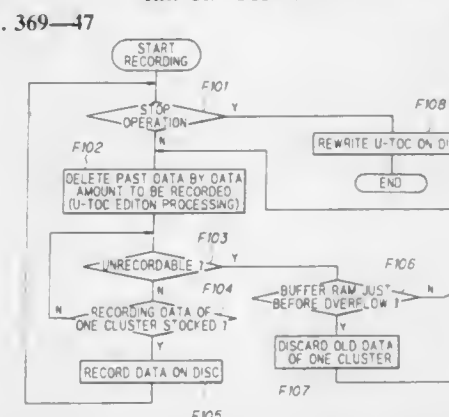 . 369—47
START
RECORDING
F101
STOP
OPERATION
Y
F108
REWRITE U-TOC ON DIS
END
N
F102
DELETE PAST DATA BY DATA
AMOUNT TO BE RECORDED
(U-TOC EDITON PROCESSING)
F103
UNRECORDABLE ?
Y
N
F104
RECORDING DATA OF
ONE CLUSTER STOCKED ?
N
Y
F106
BUFFER RAM JUST
BEFORE OVERFLOW ?
N
Y
DISCARD OLD DATA
OF ONE CLUSTER
F107
RECORD DATA ON DISC
F105